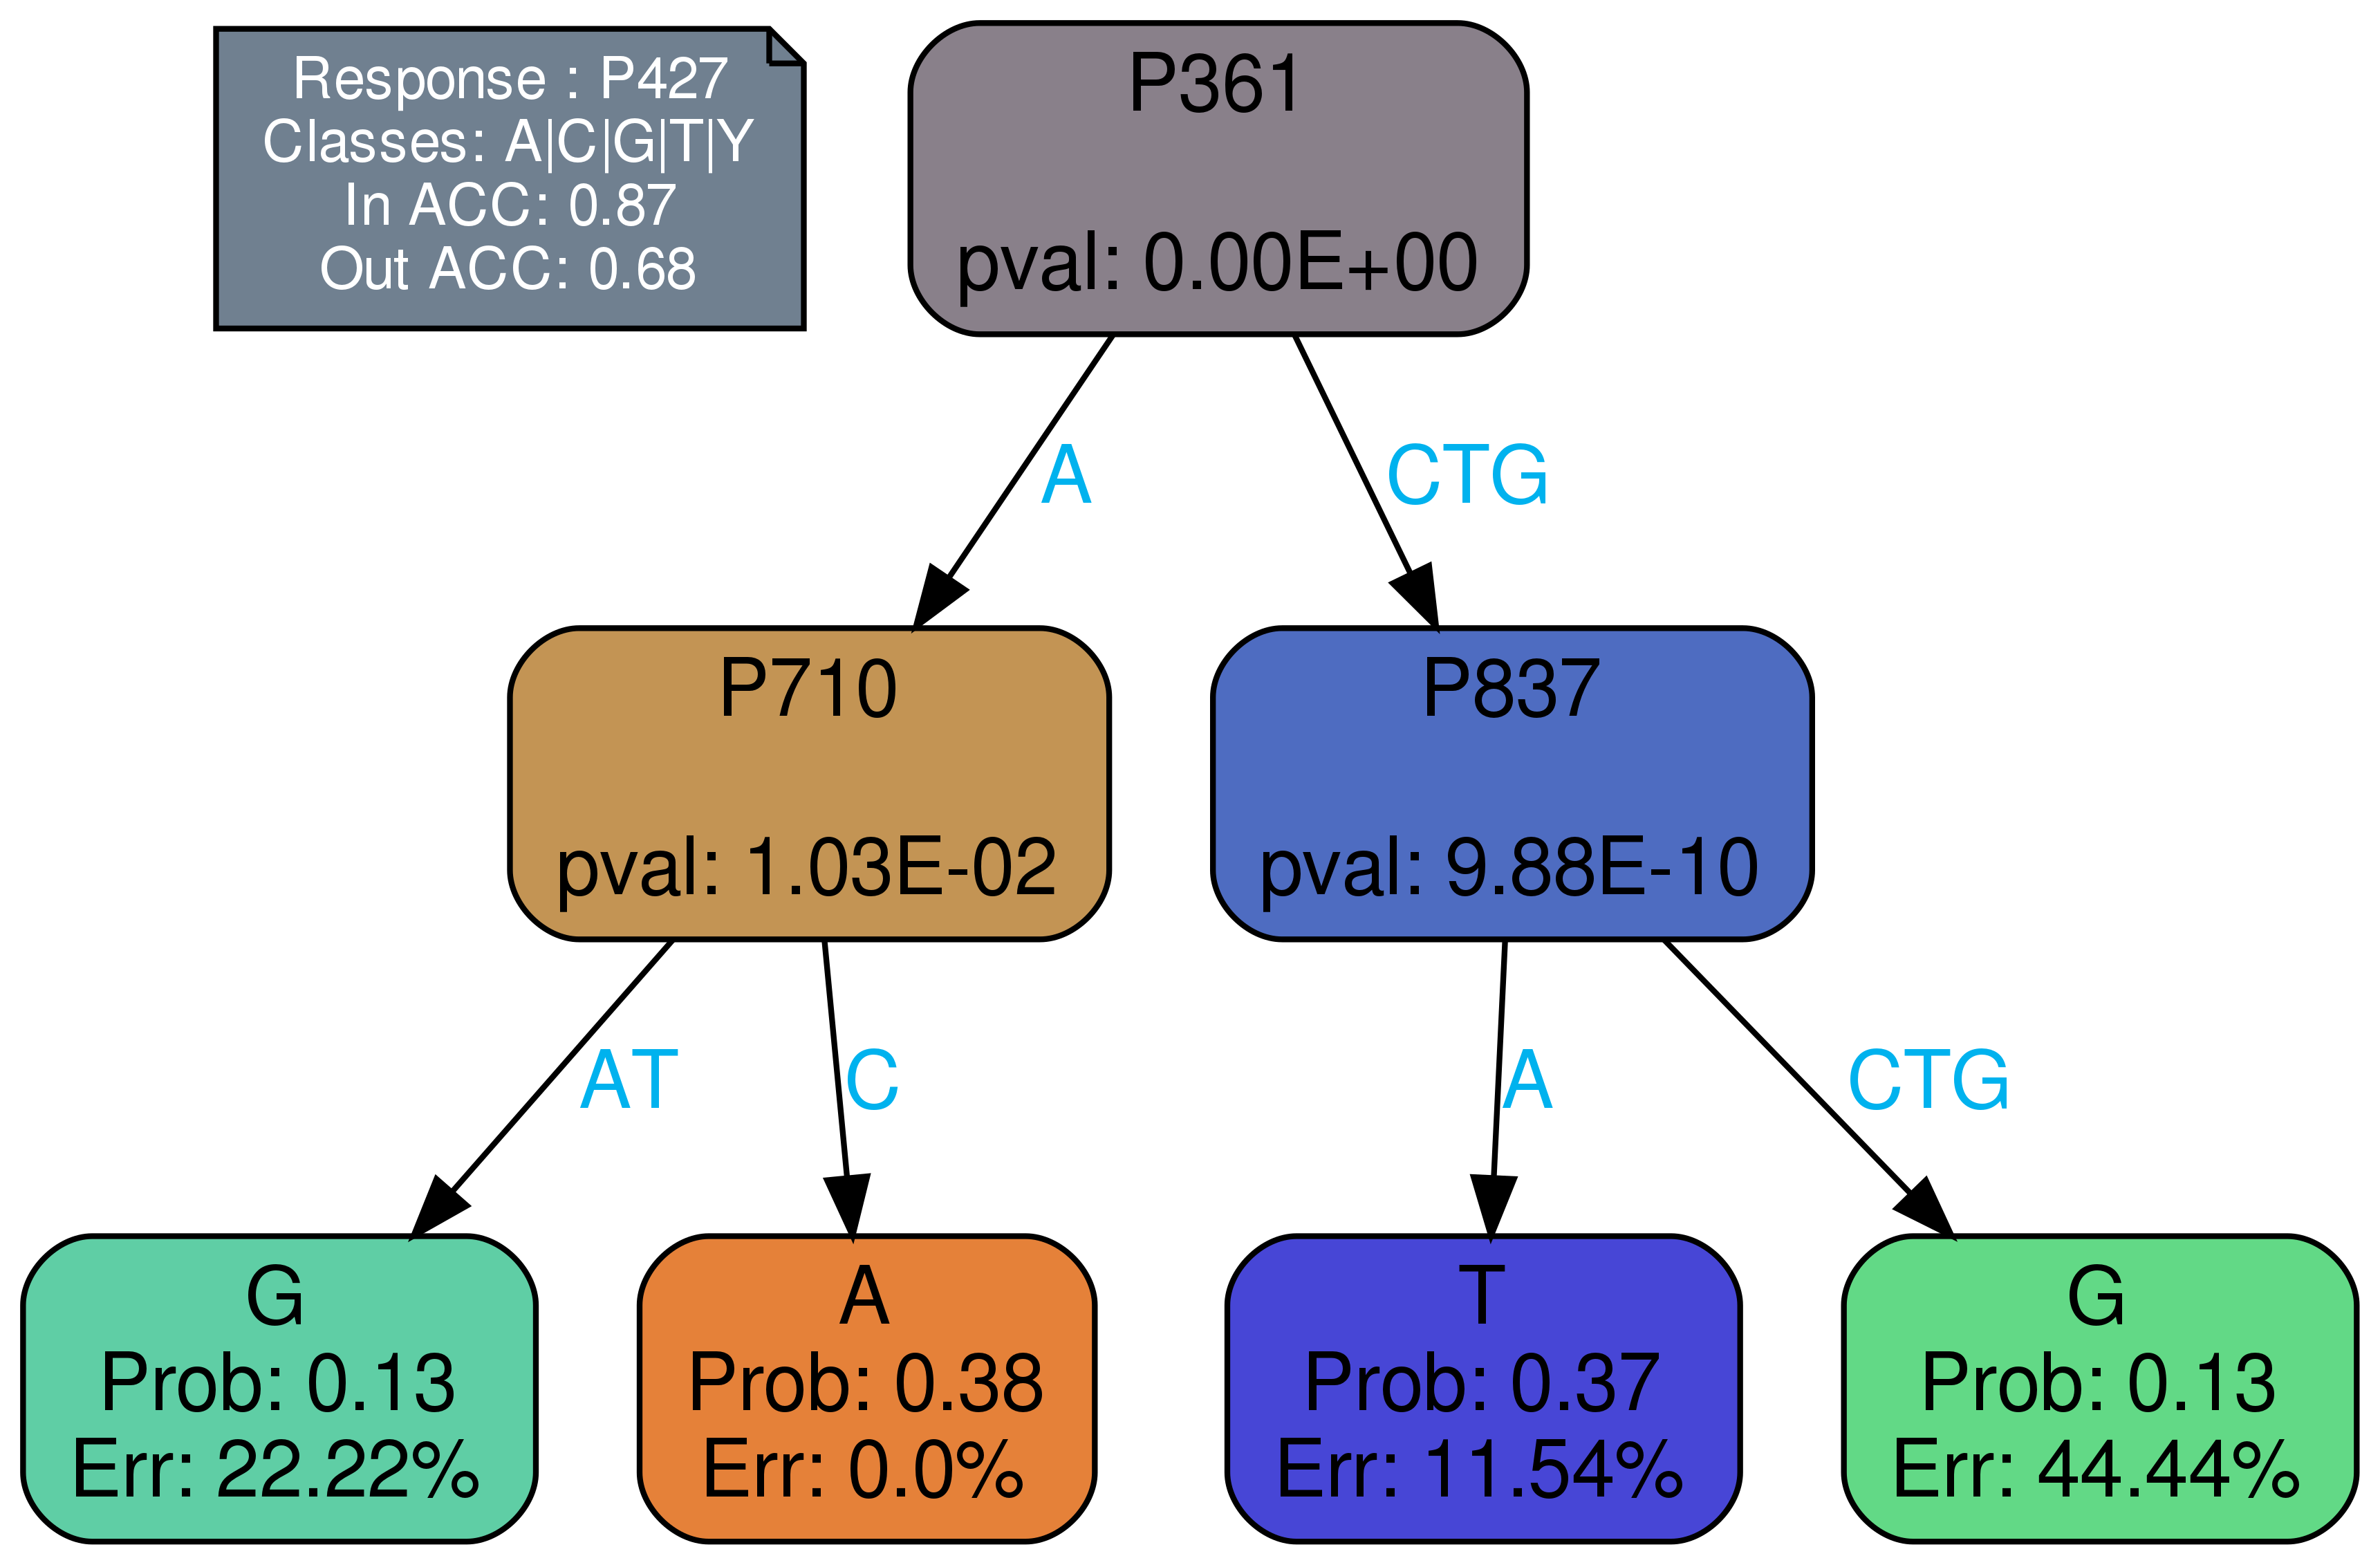 Response : P427
Classes: A|C|G|T|Y
In ACC: 0.87
Out ACC: 0.68
P361
pval: 0.00E+00
A
CTG
P710
pval: 1.03E-02
P837
pval: 9.88E-10
AT
C
A
CTG
G
Prob: 0.13
Err: 22.22%
A
Prob: 0.38
Err: 0.0%
T
Prob: 0.37
Err: 11.54%
G
Prob: 0.13
Err: 44.44%